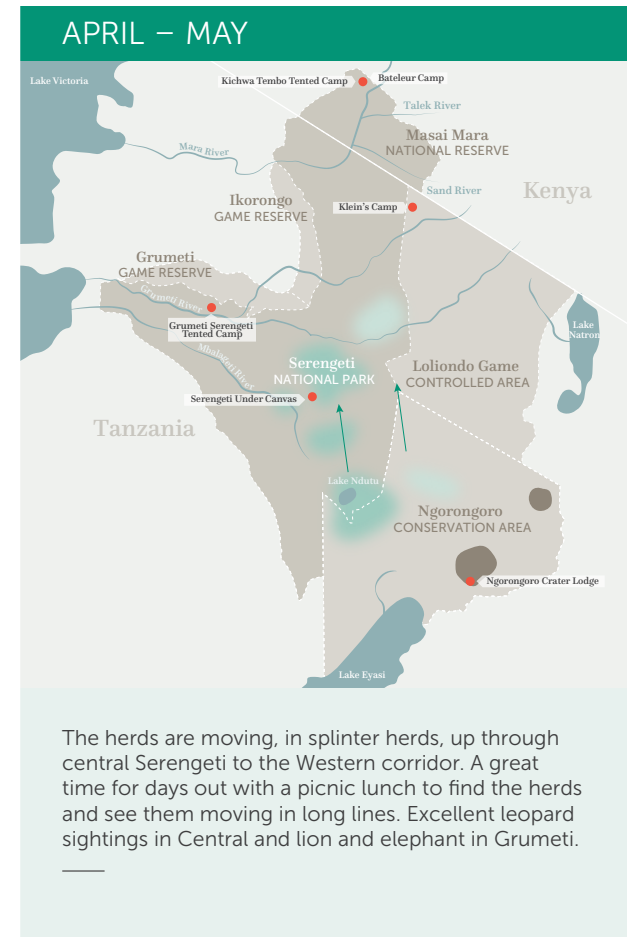 APRIL – MAY
Lake Victoria
Kichwa Tembo Tented Camp
Bateleur Camp
Talek River
Mara River
Masai Mara
NATIONAL RESERVE
Sand River
Kenya
Ikorongo
GAME RESERVE
Klein's Camp
Grumeti
GAME RESERVE
Grumeti River
Grumeti Serengeti
Tented Camp
Mbalageti River
Lake
Natron
Serengeti
NATIONAL PARK
Loliondo Game
CONTROLLED AREA
Serengeti Under Canvas
Tanzania
Lake Ndutu
Ngorongoro
CONSERVATION AREA
Ngorongoro Crater Lodge
Lake Eyasi
The herds are moving, in splinter herds, up through
central Serengeti to the Western corridor. A great
time for days out with a picnic lunch to find the herds
and see them moving in long lines. Excellent leopard
sightings in Central and lion and elephant in Grumeti.